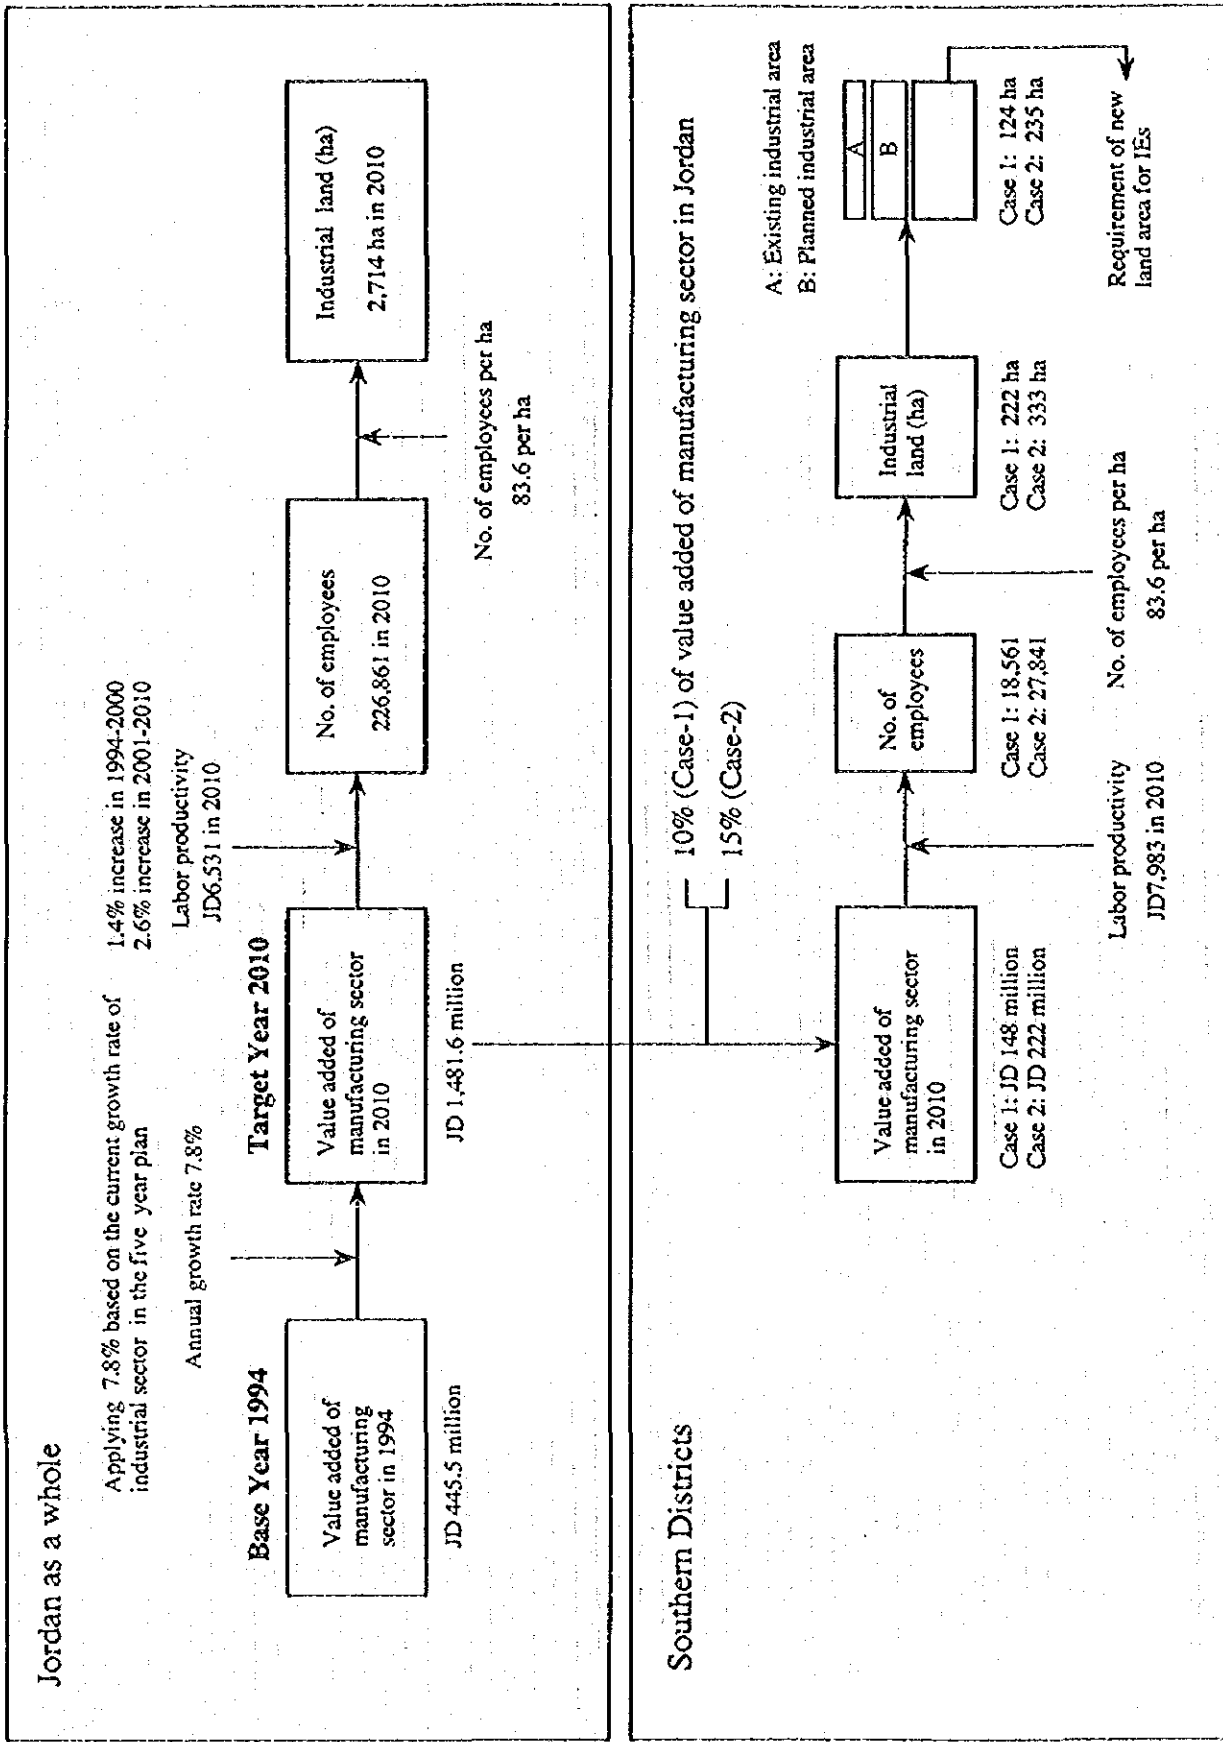 Jordan as a whole
Applying 7.8% based on the current growth rate of
industrial sector in the five year plan
1.4% increase in 1994-2000
2.6% increase in 2001-2010
Annual growth rate 7.8%
Labor productivity
JD6,531 in 2010
Base Year 1994
Target Year 2010
Value added of
manufacturing
sector in 1994
JD 445.5 million
Value added of
manufacturing sector
in 2010
JD 1,481.6 million
No. of employees
226,861 in 2010
Industrial land (ha)
2,714 ha in 2010
No. of employees per ha
83.6 per ha
Southern Districts
10% (Case-1) of value added of manufacturing sector in Jordan
15% (Case-2)
A: Existing industrial area
B: Planned industrial area
Value added of
manufacturing sector
in 2010
Case 1: JD 148 million
Case 2: JD 222 million
No. of
employees
Case 1: 18,561
Case 2: 27,841
Industrial
land (ha)
Case 1: 222 ha
Case 2: 333 ha
A
B
Case 1: 124 ha
Case 2: 235 ha
Labor productivity
JD7,983 in 2010
No. of employees per ha
83.6 per ha
Requirement of new
land area for IEs